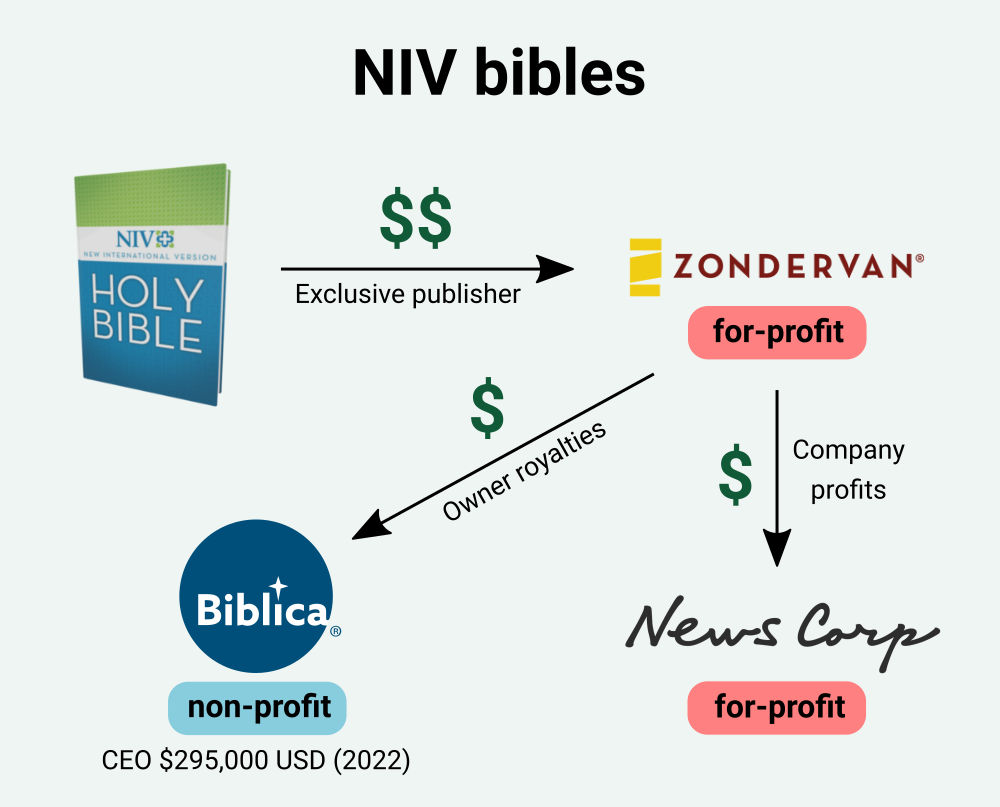 NIV bibles
NIV
NEW INTERNATIONAL VERSION
HOLY
BIBLE
$$
Exclusive publisher
ZONDERVAN®
for-profit
$
Owner royalties
$
Company
profits
Biblica®
non-profit
CEO $295,000 USD (2022)
News Corp
for-profit